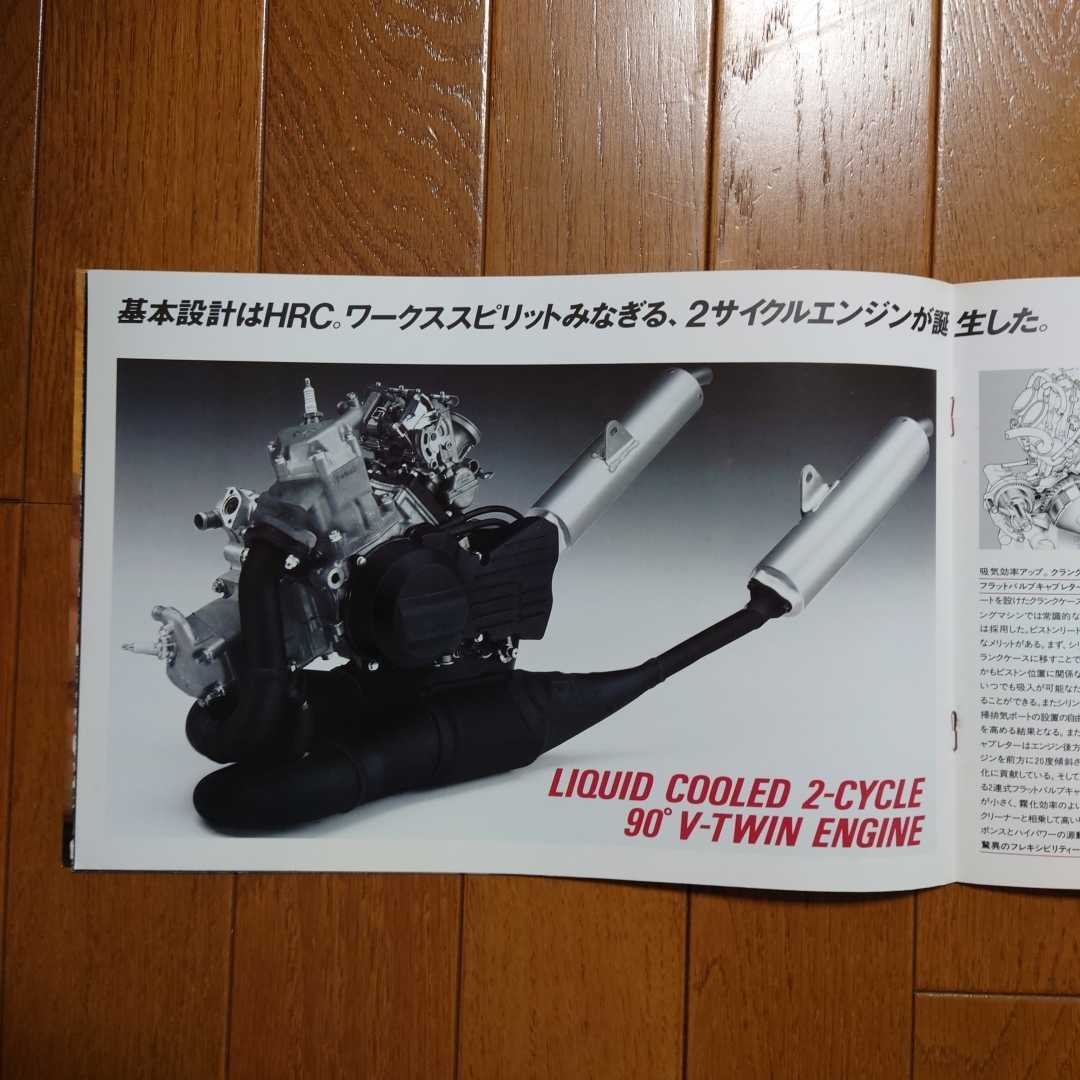 基本設計はHRC。ワークススピリットみなぎる、2サイクルエンジンが誕生した。
LIQUID COOLED 2-CYCLE
90° V-TWIN ENGINE
吸気効率アップ。クランク
フラットバルブキャブレター
ートを設けたクランクケース
ングマシンでは常識的な
は採用した。ピストンリード
なメリットがある。まず、シリ
ランクケースに移すことで
かもピストン位置に関係な
いつでも吸入が可能なた
ることができる。またシリン
掃排気ポートの設置の自由
を高める結果となる。また
ャブレターはエンジン後方
ジンを前方に20度傾斜さ
化に貢献している。そして
る2連式フラットバルブキャ
が小さく、霧化効率のよい
クリーナーと相乗して高い
ポンスとハイパワーの源
驚異のフレキシビリティー